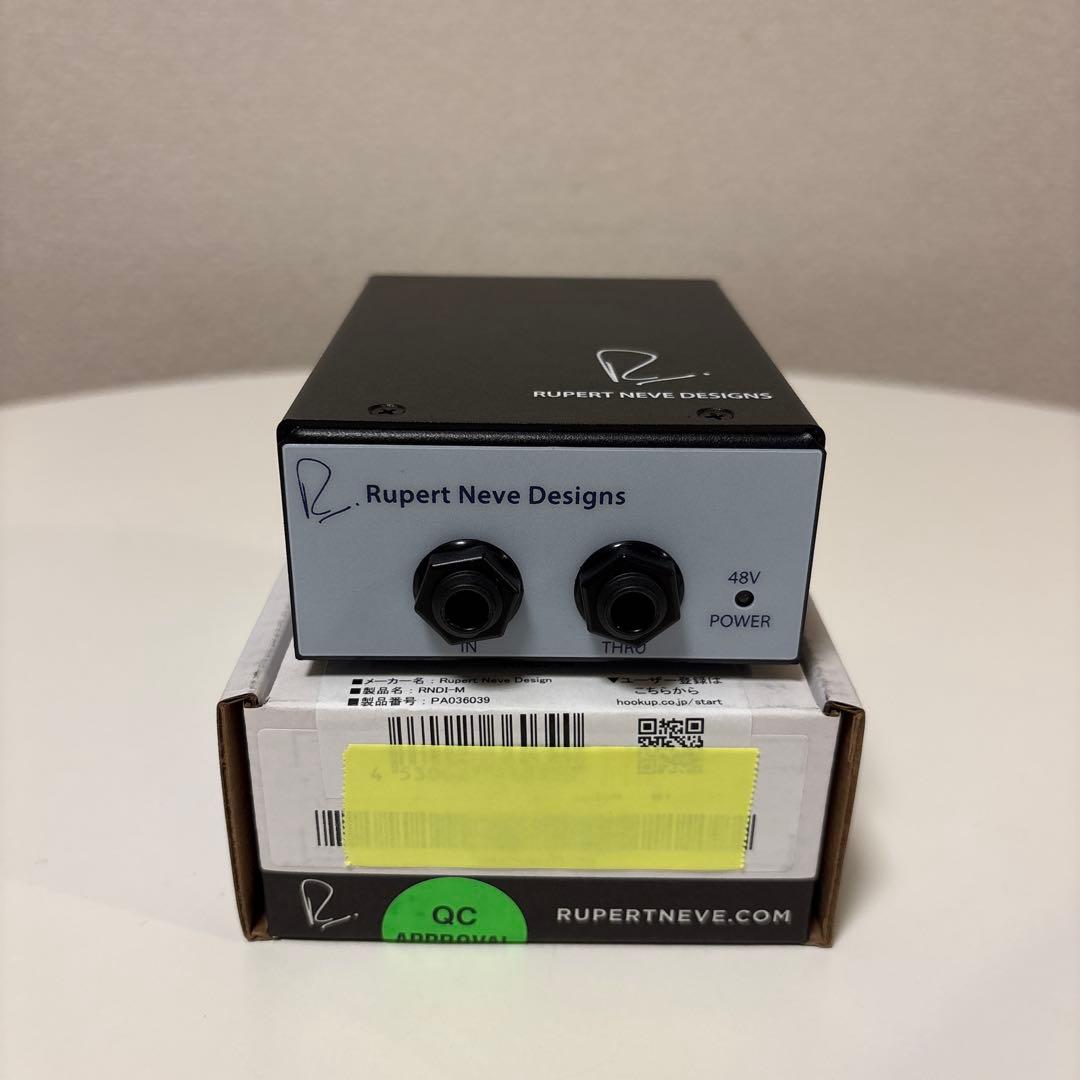 RUPERT NEVE DESIGNS
Rupert Neve Designs
48V
POWER
IN
THRU
■メーカー名：Rupert Neve Design
■製品名：RNDI-M
■製品番号：PA036039
▼ユーザー登録は
こちらから
hookup.co.jp/start
QC
APPROVAL
RUPERTNEVE.COM